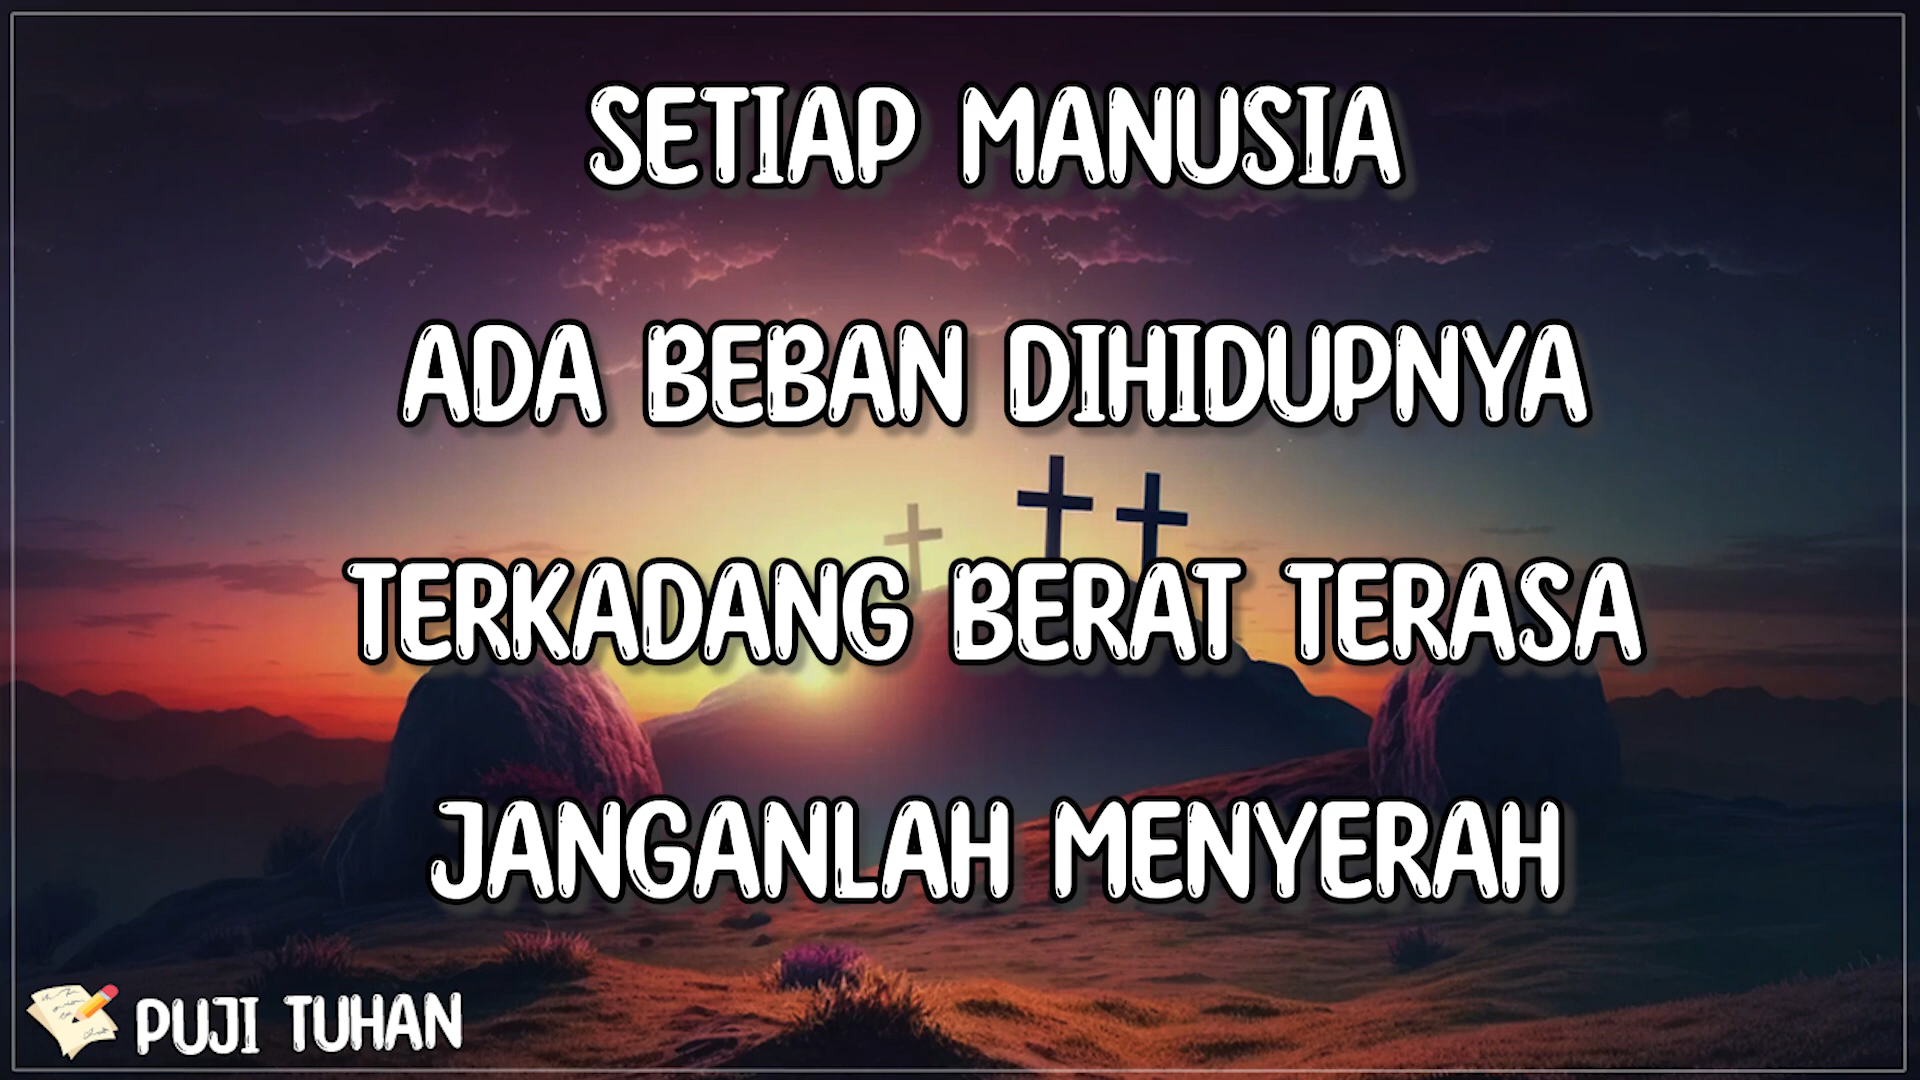 SETIAP MANUSIA
ADA BEBAN DIHIDUPNYA
TERKADANG BERAT TERASA
JANGANLAH MENYERAH
PUJI TUHAN